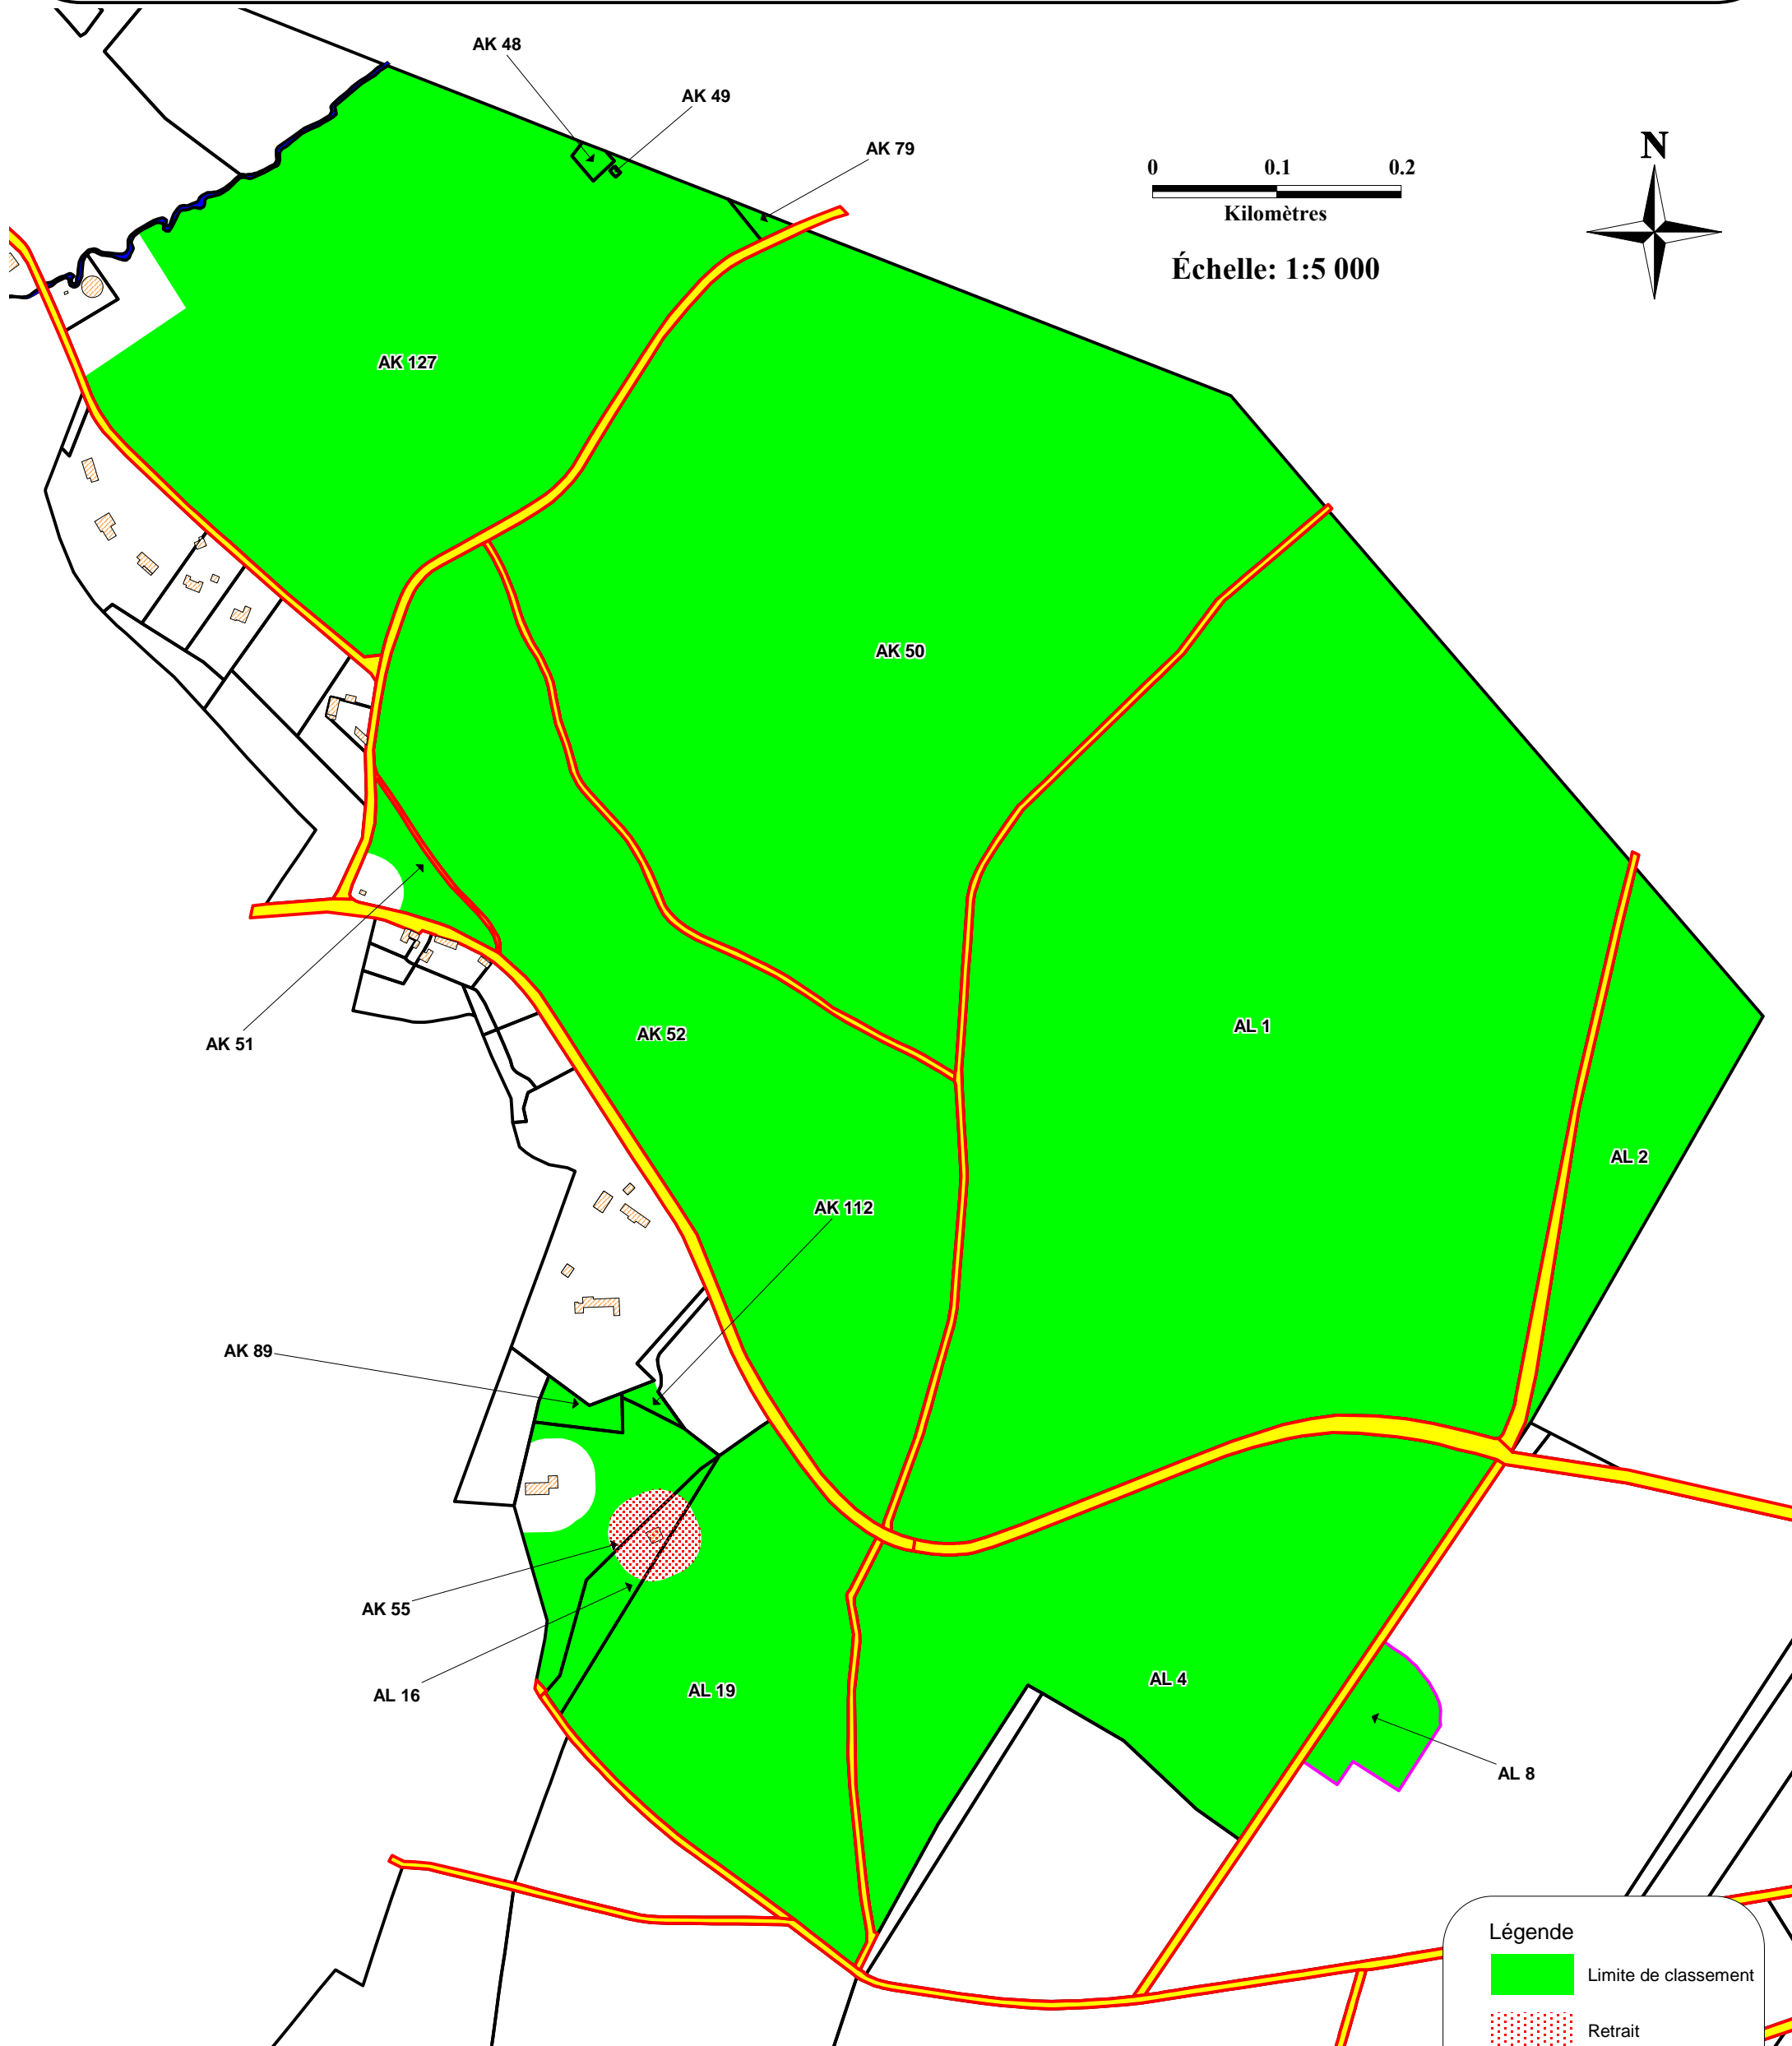 AK 48
AK 49
AK 79
0 0.1 0.2
Kilomètres
Échelle: 1:5 000
N
AK 127
AK 50
AK 51
AK 52
AL 1
AL 2
AK 112
AK 89
AK 55
AL 16
AL 19
AL 4
AL 8
Légende
Limite de classement
Retrait